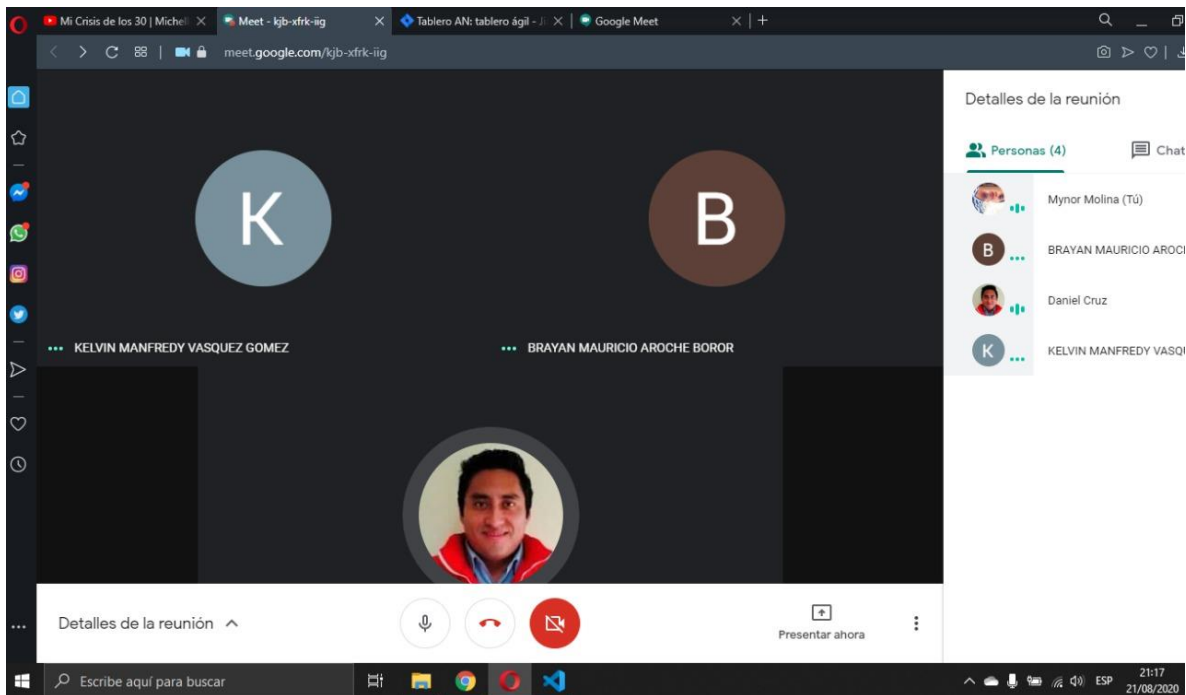 Mi Crisis de los 30 | Michell
Meet - kjb-xfrk-iig
Tablero AN: tablero ágil - Ji
Google Meet
meet.google.com/kjb-xfrk-iig
K
B
KELVIN MANFREDY VASQUEZ GOMEZ
BRAYAN MAURICIO AROCHE BOROR
Detalles de la reunión
Personas (4)
Chat
Mynor Molina (Tú)
B
BRAYAN MAURICIO AROCH
Daniel Cruz
K
KELVIN MANFREDY VASQU
Detalles de la reunión
Presentar ahora
Escribe aquí para buscar
ESP
21:17
21/08/2020